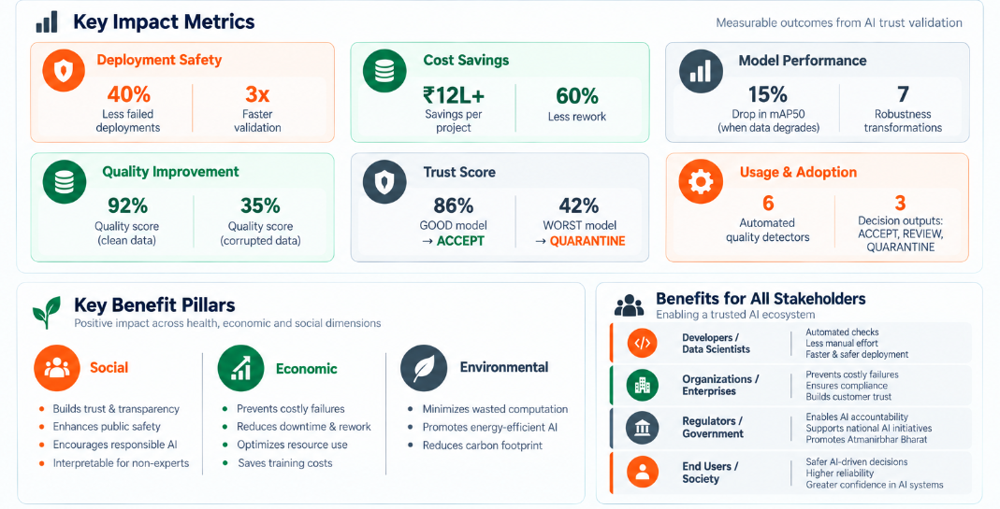 Key Impact Metrics
Measurable outcomes from AI trust validation
Deployment Safety
40%
Less failed
deployments
3x
Faster
validation
Cost Savings
₹12L+
Savings per
project
60%
Less rework
Model Performance
15%
Drop in mAP50
(when data degrades)
7
Robustness
transformations
Quality Improvement
92%
Quality score
(clean data)
35%
Quality score
(corrupted data)
Trust Score
86%
GOOD model
→ ACCEPT
42%
WORST model
→ QUARANTINE
Usage & Adoption
6
Automated
quality detectors
3
Decision outputs:
ACCEPT, REVIEW,
QUARANTINE
Key Benefit Pillars
Positive impact across health, economic and social dimensions
Social
• Builds trust & transparency
• Enhances public safety
• Encourages responsible AI
• Interpretable for non-experts
Economic
• Prevents costly failures
• Reduces downtime & rework
• Optimizes resource use
• Saves training costs
Environmental
• Minimizes wasted computation
• Promotes energy-efficient AI
• Reduces carbon footprint
Benefits for All Stakeholders
Enabling a trusted AI ecosystem
</>
Developers /
Data Scientists
Automated checks
Less manual effort
Faster & safer deployment
Organizations /
Enterprises
Prevents costly failures
Ensures compliance
Builds customer trust
Regulators /
Government
Enables AI accountability
Supports national AI initiatives
Promotes Atmanirbhar Bharat
End Users /
Society
Safer AI-driven decisions
Higher reliability
Greater confidence in AI systems